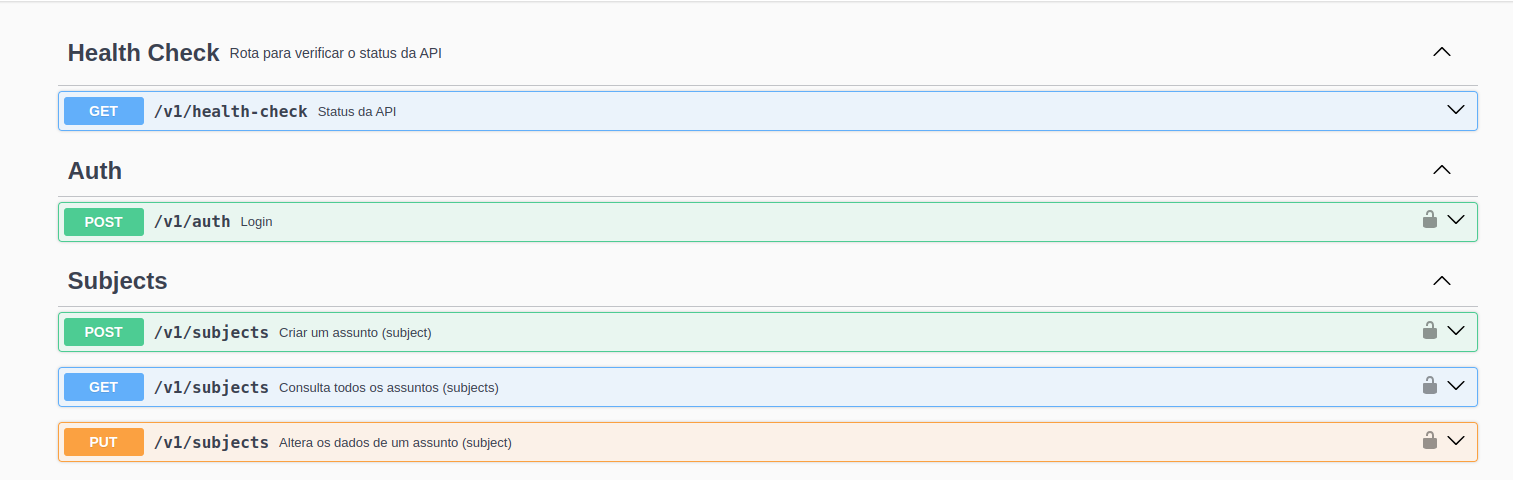 Health Check Rota para verificar o status da API
GET /v1/health-check Status da API
Auth
POST /v1/auth Login
Subjects
POST /v1/subjects Criar um assunto (subject)
GET /v1/subjects Consulta todos os assuntos (subjects)
PUT /v1/subjects Altera os dados de um assunto (subject)